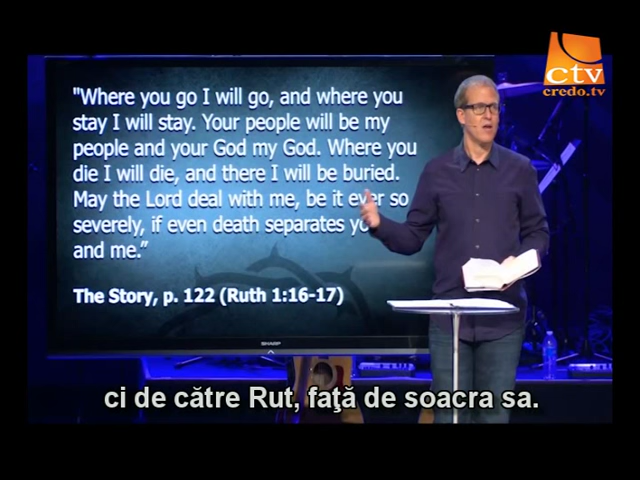 ctv
credo.tv
"Where you go I will go, and where you
stay I will stay. Your people will be my
people and your God my God. Where you
die I will die, and there I will be buried.
May the Lord deal with me, be it ever so
severely, if even death separates
and me."
The Story, p. 122 (Ruth 1:16-17)
SHARP
ci de către Rut, faţă de soacra sa.